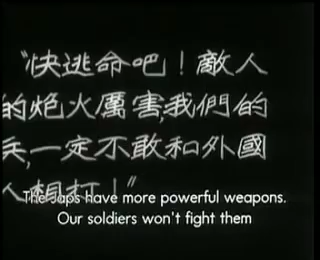 “快逃命吧！敵人
的炮火厲害,我們的
兵,一定不敢和外國
人相打！”
The Japs have more powerful weapons.
Our soldiers won't fight them